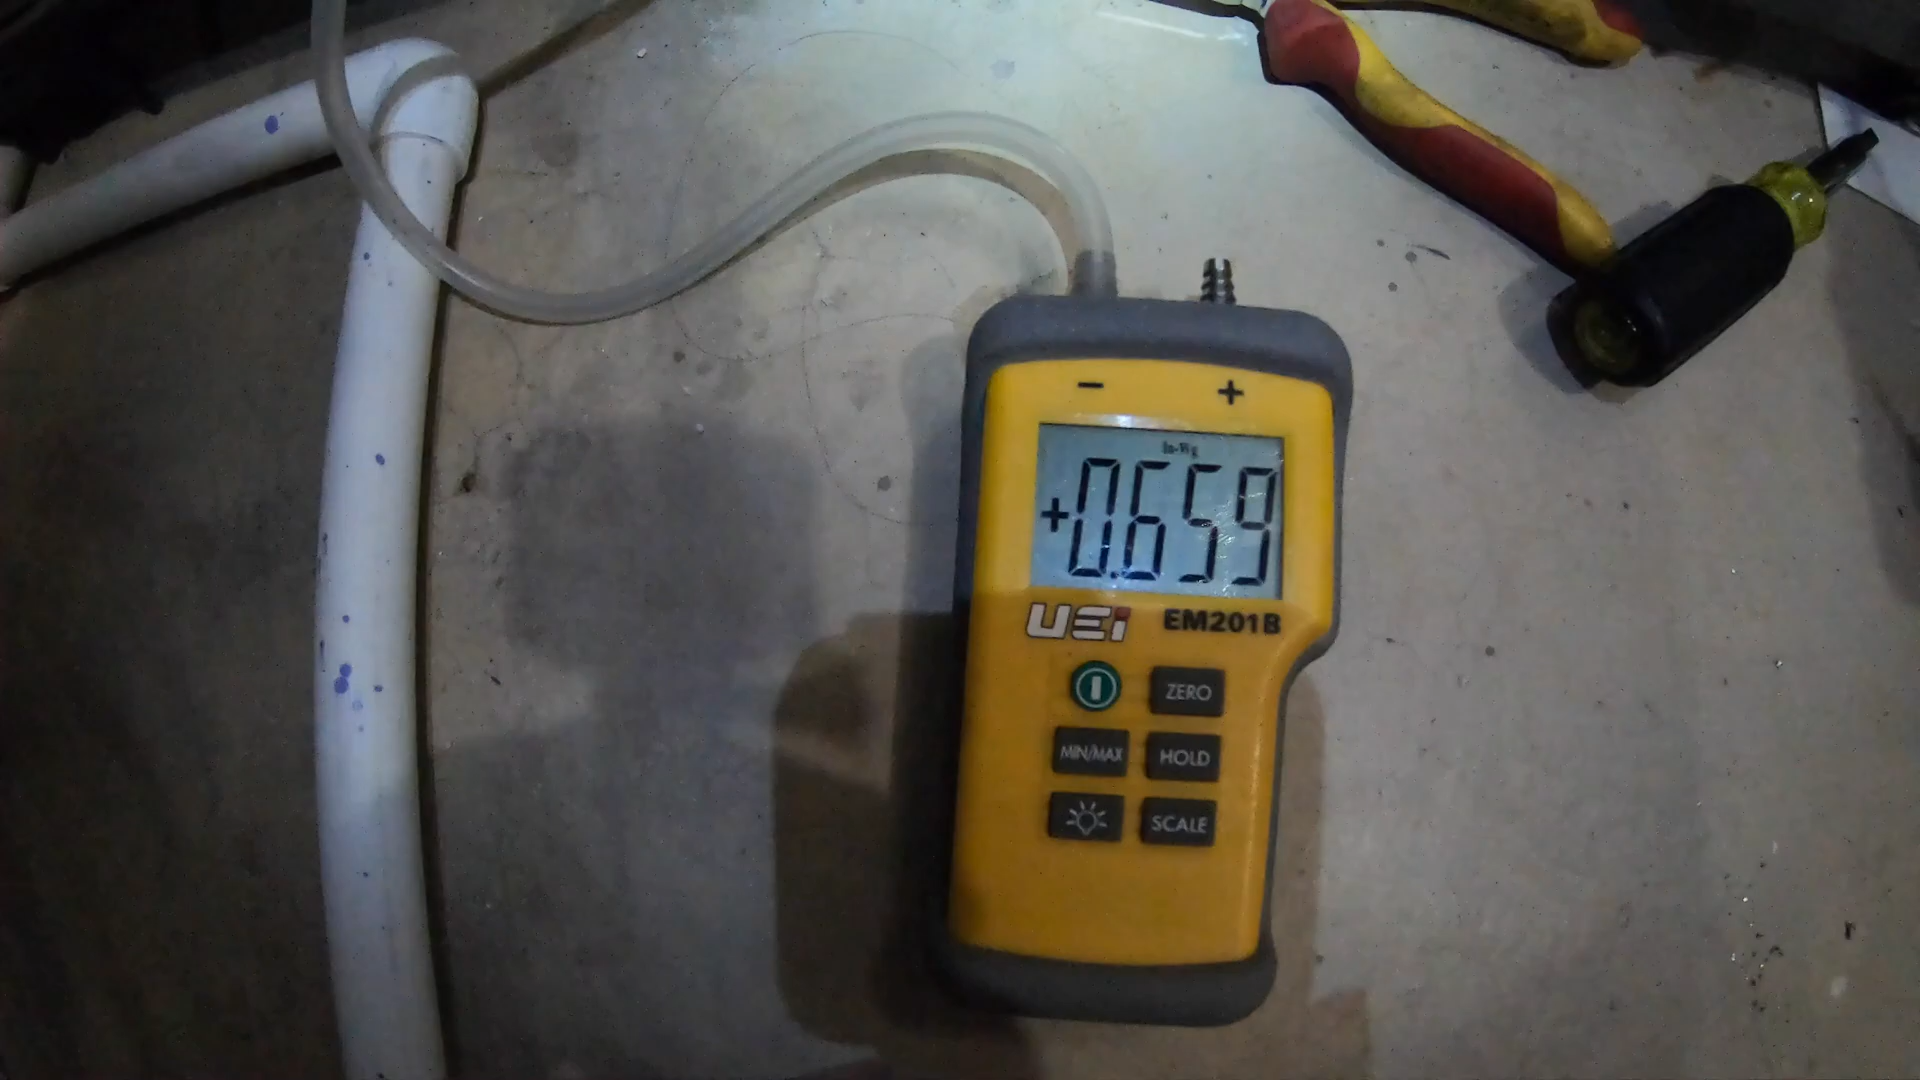 - +
In-Wg
+0.659
UEi EM201B
ZERO
MIN/MAX HOLD
SCALE